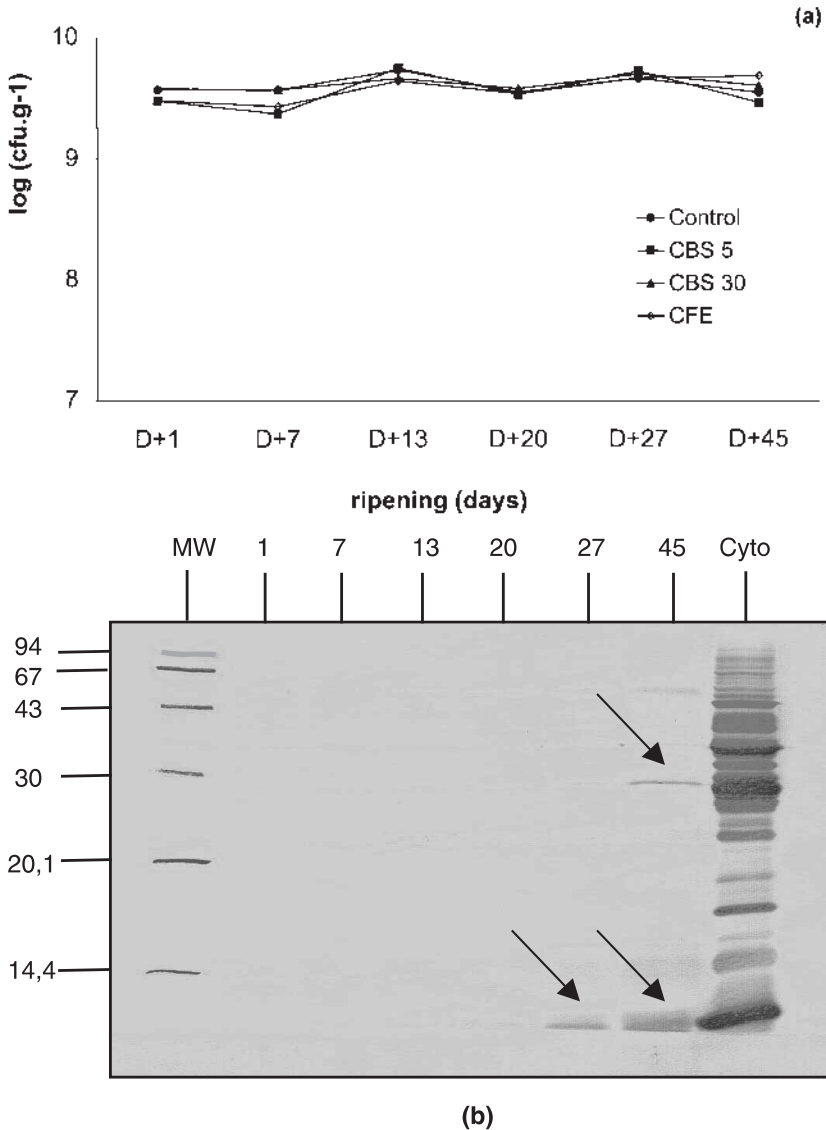 (a)
10
9
8
7
log (cfu.g-1)
Control
CBS 5
CBS 30
CFE
D+1 D+7 D+13 D+20 D+27 D+45
ripening (days)
MW 1 7 13 20 27 45 Cyto
94
67
43
30
20,1
14,4
(b)